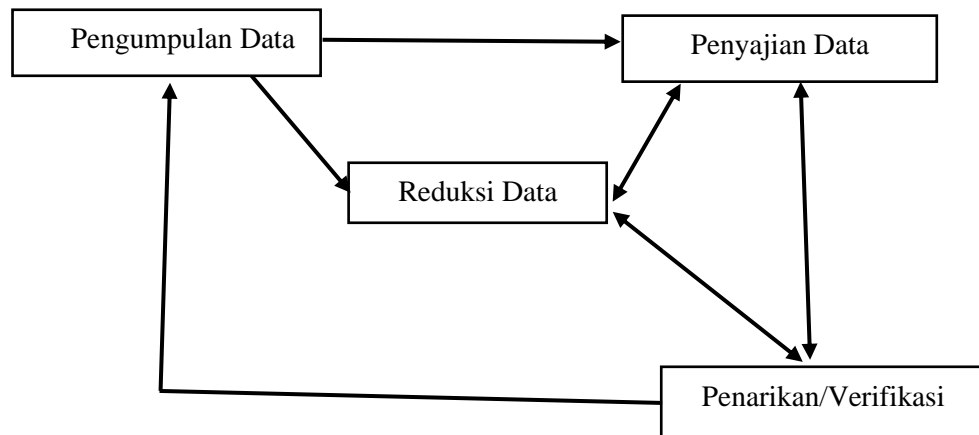 Pengumpulan Data
Penyajian Data
Reduksi Data
Penarikan/Verifikasi